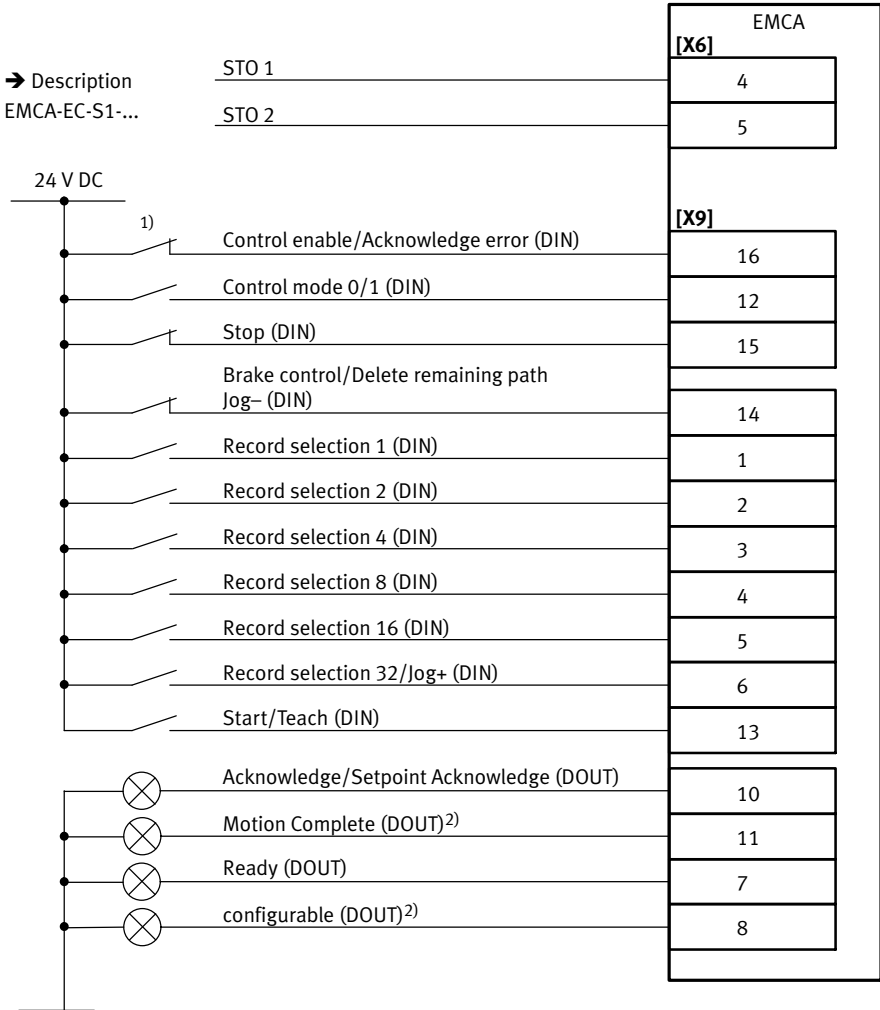 EMCA
[X6]
➔ Description
EMCA-EC-S1-...
STO 1
4
STO 2
5
24 V DC
[X9]
1)
Control enable/Acknowledge error (DIN)
16
Control mode 0/1 (DIN)
12
Stop (DIN)
15
Brake control/Delete remaining path
Jog– (DIN)
14
Record selection 1 (DIN)
1
Record selection 2 (DIN)
2
Record selection 4 (DIN)
3
Record selection 8 (DIN)
4
Record selection 16 (DIN)
5
Record selection 32/Jog+ (DIN)
6
Start/Teach (DIN)
13
Acknowledge/Setpoint Acknowledge (DOUT)
10
Motion Complete (DOUT)2)
11
Ready (DOUT)
7
configurable (DOUT)2)
8